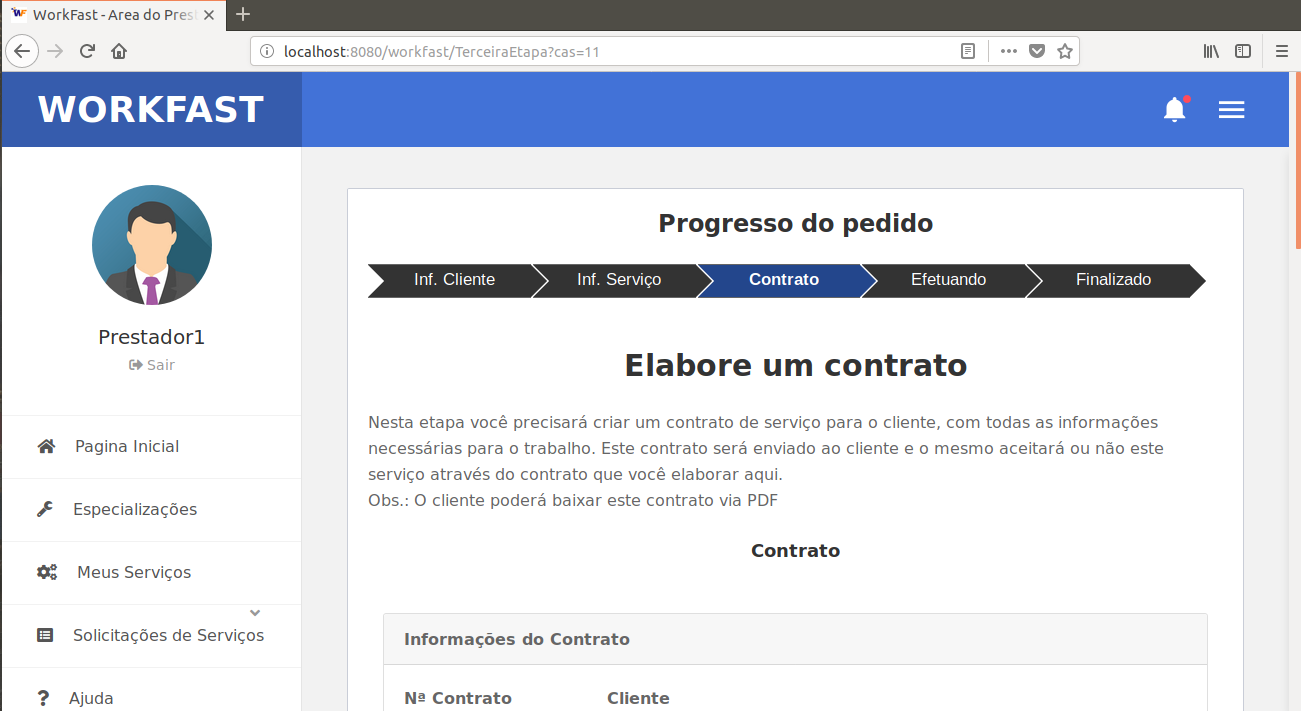 WorkFast - Area do Pres
localhost:8080/workfast/TerceiraEtapa?cas=11
WORKFAST
Prestador1
Sair
Pagina Inicial
Especializações
Meus Serviços
Solicitações de Serviços
Ajuda
Progresso do pedido
Inf. Cliente
Inf. Serviço
Contrato
Efetuando
Finalizado
Elabore um contrato
Nesta etapa você precisará criar um contrato de serviço para o cliente, com todas as informações
necessárias para o trabalho. Este contrato será enviado ao cliente e o mesmo aceitará ou não este
serviço através do contrato que você elaborar aqui.
Obs.: O cliente poderá baixar este contrato via PDF
Contrato
Informações do Contrato
Nª Contrato Cliente